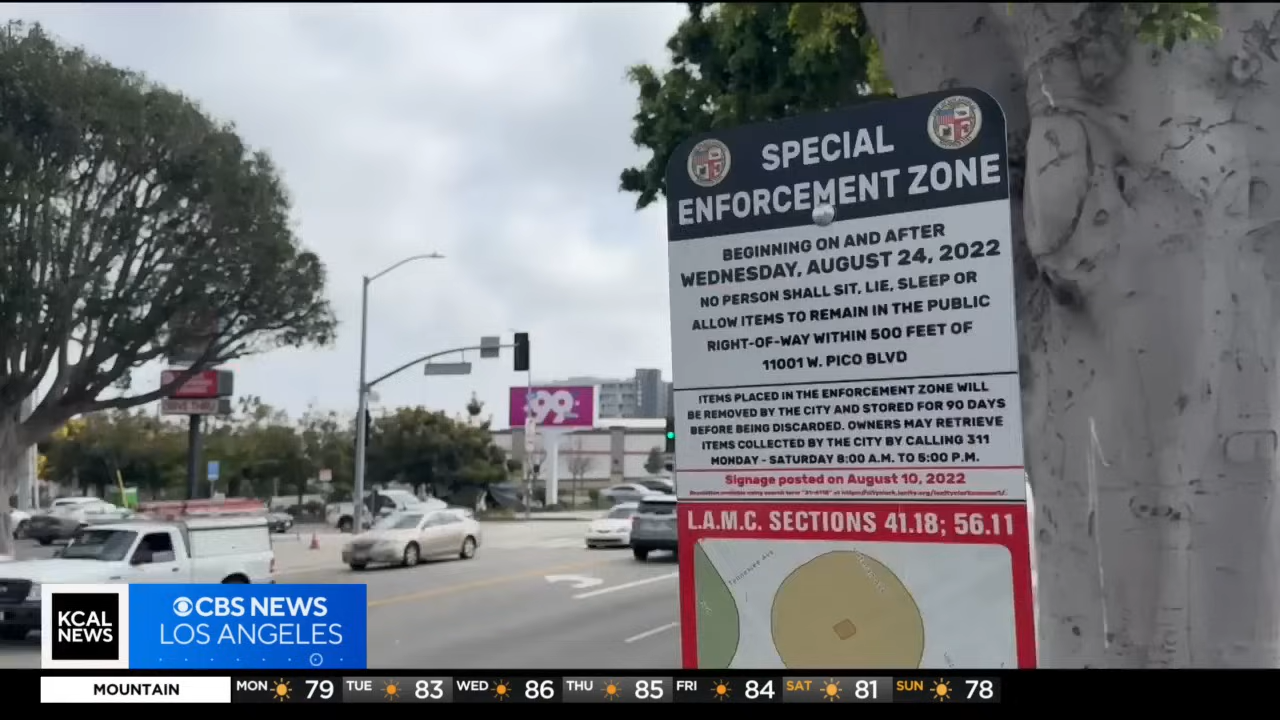 SPECIAL
ENFORCEMENT ZONE
BEGINNING ON AND AFTER
WEDNESDAY, AUGUST 24, 2022
NO PERSON SHALL SIT, LIE, SLEEP OR
ALLOW ITEMS TO REMAIN IN THE PUBLIC
RIGHT-OF-WAY WITHIN 500 FEET OF
11001 W. PICO BLVD
ITEMS PLACED IN THE ENFORCEMENT ZONE WILL
BE REMOVED BY THE CITY AND STORED FOR 90 DAYS
BEFORE BEING DISCARDED. OWNERS MAY RETRIEVE
ITEMS COLLECTED BY THE CITY BY CALLING 311
MONDAY - SATURDAY 8:00 A.M. TO 5:00 P.M.
Signage posted on August 10, 2022
L.A.M.C. SECTIONS 41.18; 56.11
Tennessee Ave
99
KCAL
NEWS
CBS NEWS
LOS ANGELES
MOUNTAIN MON 79 TUE 83 WED 86 THU 85 FRI 84 SAT 81 SUN 78